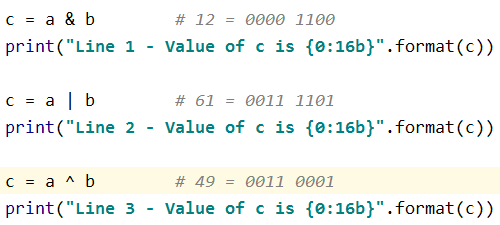 c = a & b        # 12 = 0000 1100
print("Line 1 - Value of c is {0:16b}".format(c))
c = a | b        # 61 = 0011 1101
print("Line 2 - Value of c is {0:16b}".format(c))
c = a ^ b        # 49 = 0011 0001
print("Line 3 - Value of c is {0:16b}".format(c))